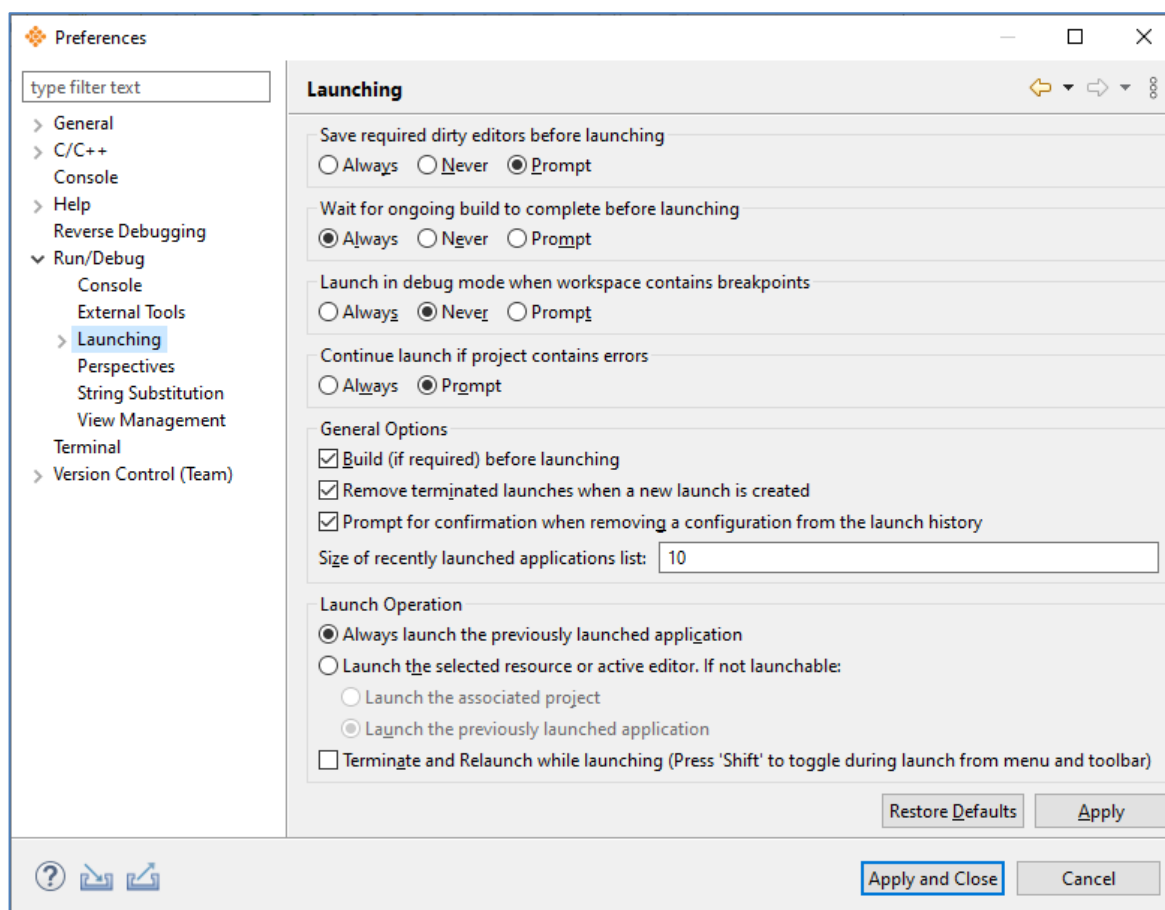 Preferences
type filter text
General
C/C++
Console
Help
Reverse Debugging
Run/Debug
Console
External Tools
Launching
Perspectives
String Substitution
View Management
Terminal
Version Control (Team)
Launching
Save required dirty editors before launching
Always Never Prompt
Wait for ongoing build to complete before launching
Always Never Prompt
Launch in debug mode when workspace contains breakpoints
Always Never Prompt
Continue launch if project contains errors
Always Prompt
General Options
Build (if required) before launching
Remove terminated launches when a new launch is created
Prompt for confirmation when removing a configuration from the launch history
Size of recently launched applications list: 10
Launch Operation
Always launch the previously launched application
Launch the selected resource or active editor. If not launchable:
Launch the associated project
Launch the previously launched application
Terminate and Relaunch while launching (Press 'Shift' to toggle during launch from menu and toolbar)
Restore Defaults Apply
? Apply and Close Cancel